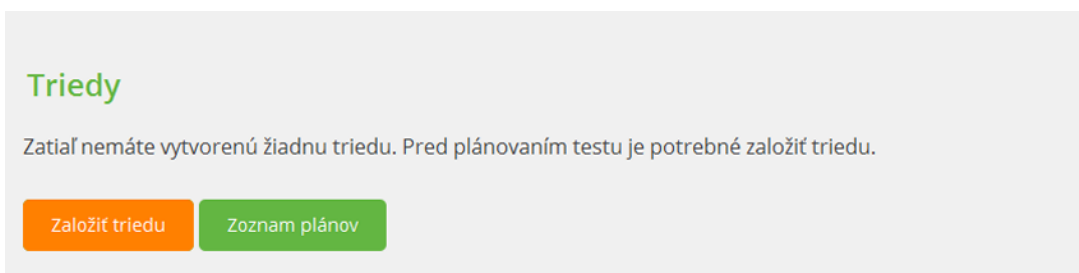 Triedy
Zatiaľ nemáte vytvorenú žiadnu triedu. Pred plánovaním testu je potrebné založiť triedu.
Založiť triedu Zoznam plánov